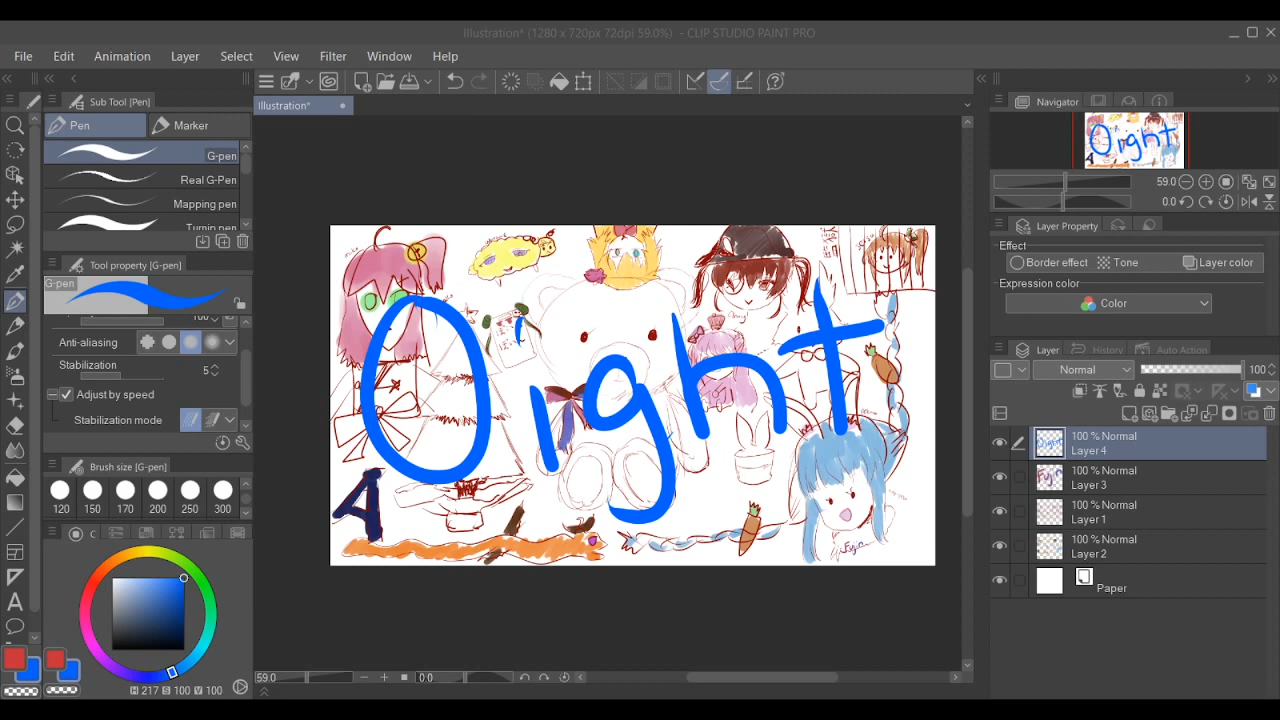 Illustration* (1280 x 720px 72dpi 59.0%) - CLIP STUDIO PAINT PRO
File Edit Animation Layer Select View Filter Window Help
Sub Tool [Pen]
Illustration*
Navigator
Pen Marker
G-pen
Real G-Pen
Mapping pen
Turnip pen
59.0
0.0
Tool property [G-pen]
G-pen
Layer Property
Effect
Border effect Tone Layer color
Expression color
Color
Anti-aliasing
Stabilization
5
Adjust by speed
Stabilization mode
Layer History Auto Action
Normal 100
Brush size [G-pen]
120 150 170 200 250 300
O'ight
A
Fujin
100 % Normal
Layer 4
100 % Normal
Layer 3
100 % Normal
Layer 1
100 % Normal
Layer 2
Paper
C
H 217 S 100 V 100
59.0 0.0